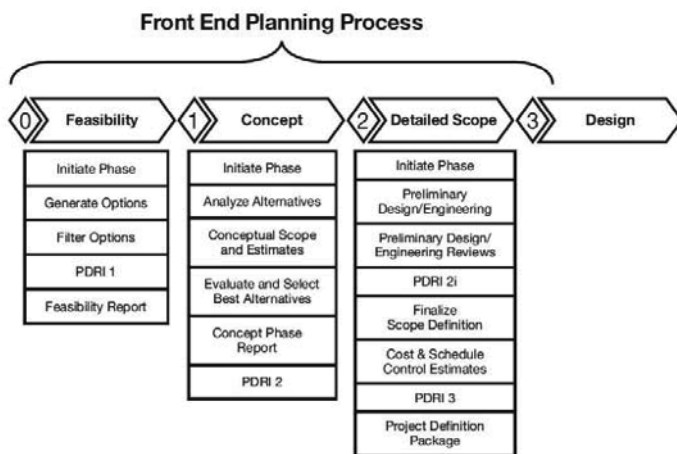 Front End Planning Process
0
Feasibility
1
Concept
2
Detailed Scope
3
Design
Initiate Phase
Generate Options
Filter Options
PDRI 1
Feasibility Report
Initiate Phase
Analyze Alternatives
Conceptual Scope
and Estimates
Evaluate and Select
Best Alternatives
Concept Phase
Report
PDRI 2
Initiate Phase
Preliminary
Design/Engineering
Preliminary Design/
Engineering Reviews
PDRI 2i
Finalize
Scope Definition
Cost & Schedule
Control Estimates
PDRI 3
Project Definition
Package